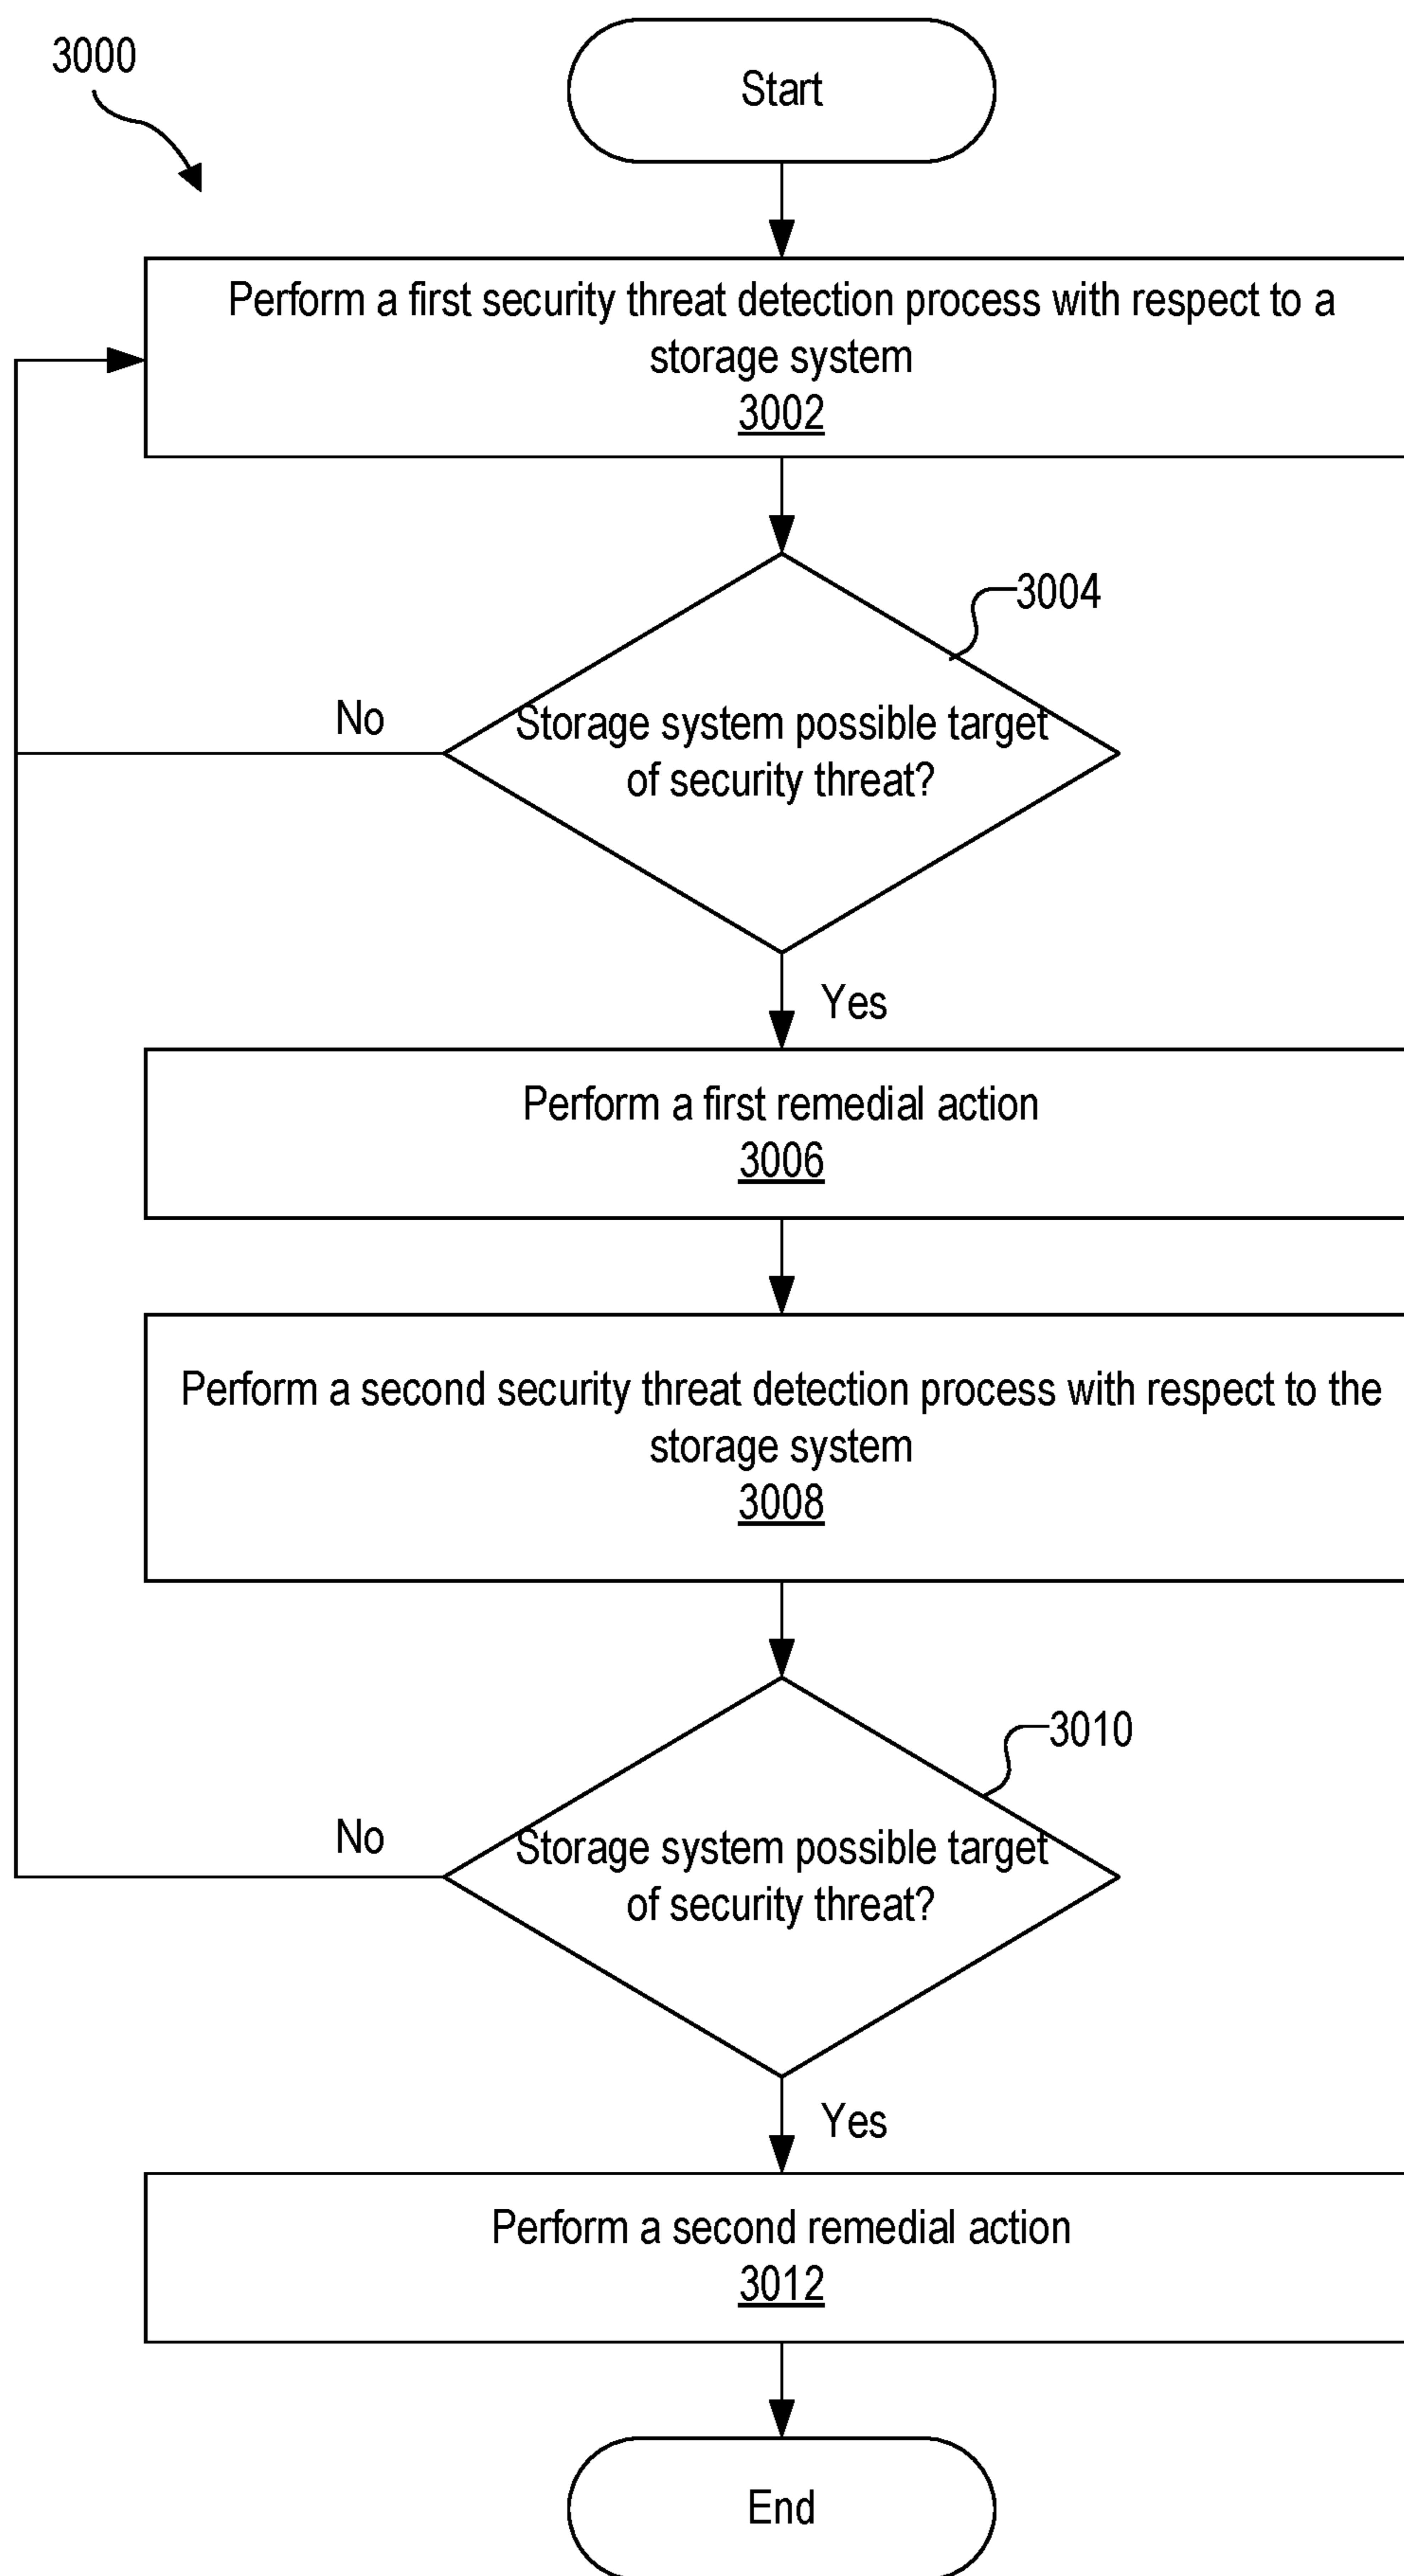 3000
Start
Perform a first security threat detection process with respect to a
storage system
3002
3004
No
Storage system possible target
of security threat?
Yes
Perform a first remedial action
3006
Perform a second security threat detection process with respect to the
storage system
3008
3010
No
Storage system possible target
of security threat?
Yes
Perform a second remedial action
3012
End